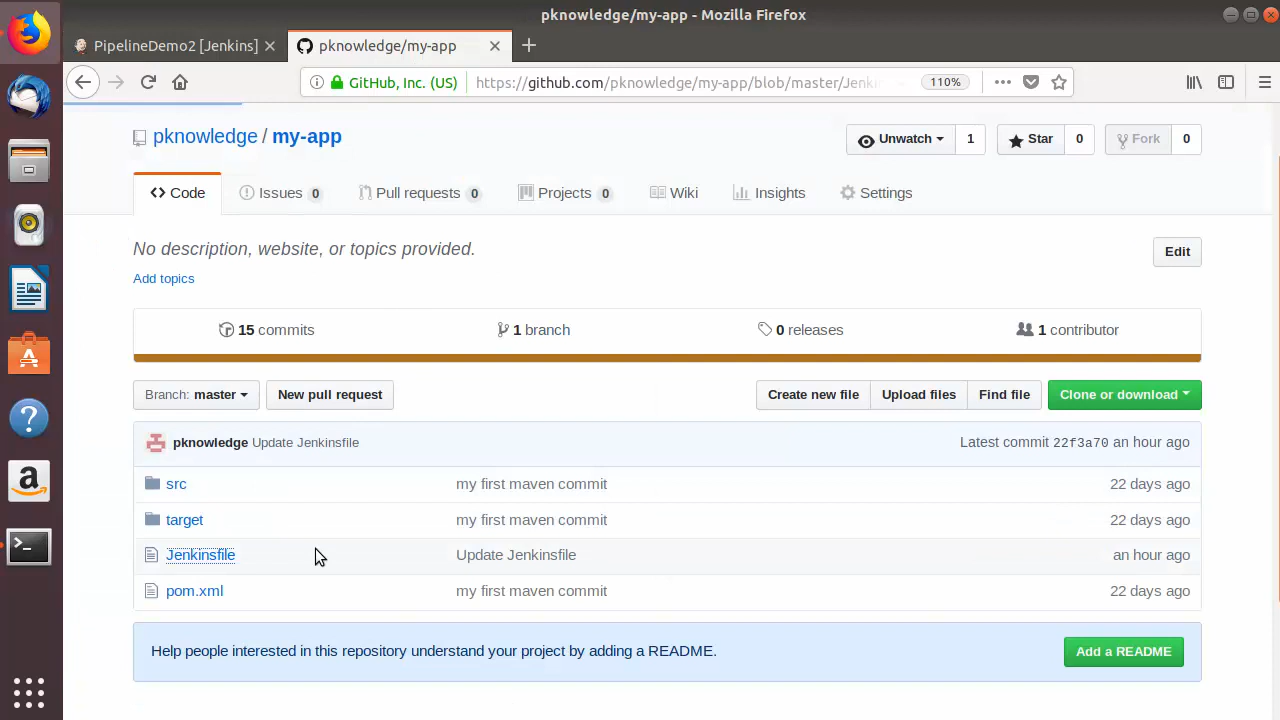 pknowledge/my-app - Mozilla Firefox
PipelineDemo2 [Jenkins]
pknowledge/my-app
GitHub, Inc. (US)
https://github.com/pknowledge/my-app/blob/master/Jenkins
110%
pknowledge / my-app
Unwatch 1
Star 0
Fork 0
Code
Issues 0
Pull requests 0
Projects 0
Wiki
Insights
Settings
No description, website, or topics provided.
Edit
Add topics
15 commits
1 branch
0 releases
1 contributor
Branch: master
New pull request
Create new file
Upload files
Find file
Clone or download
pknowledge Update Jenkinsfile
Latest commit 22f3a70 an hour ago
src my first maven commit 22 days ago
target my first maven commit 22 days ago
Jenkinsfile Update Jenkinsfile an hour ago
pom.xml my first maven commit 22 days ago
Help people interested in this repository understand your project by adding a README.
Add a README